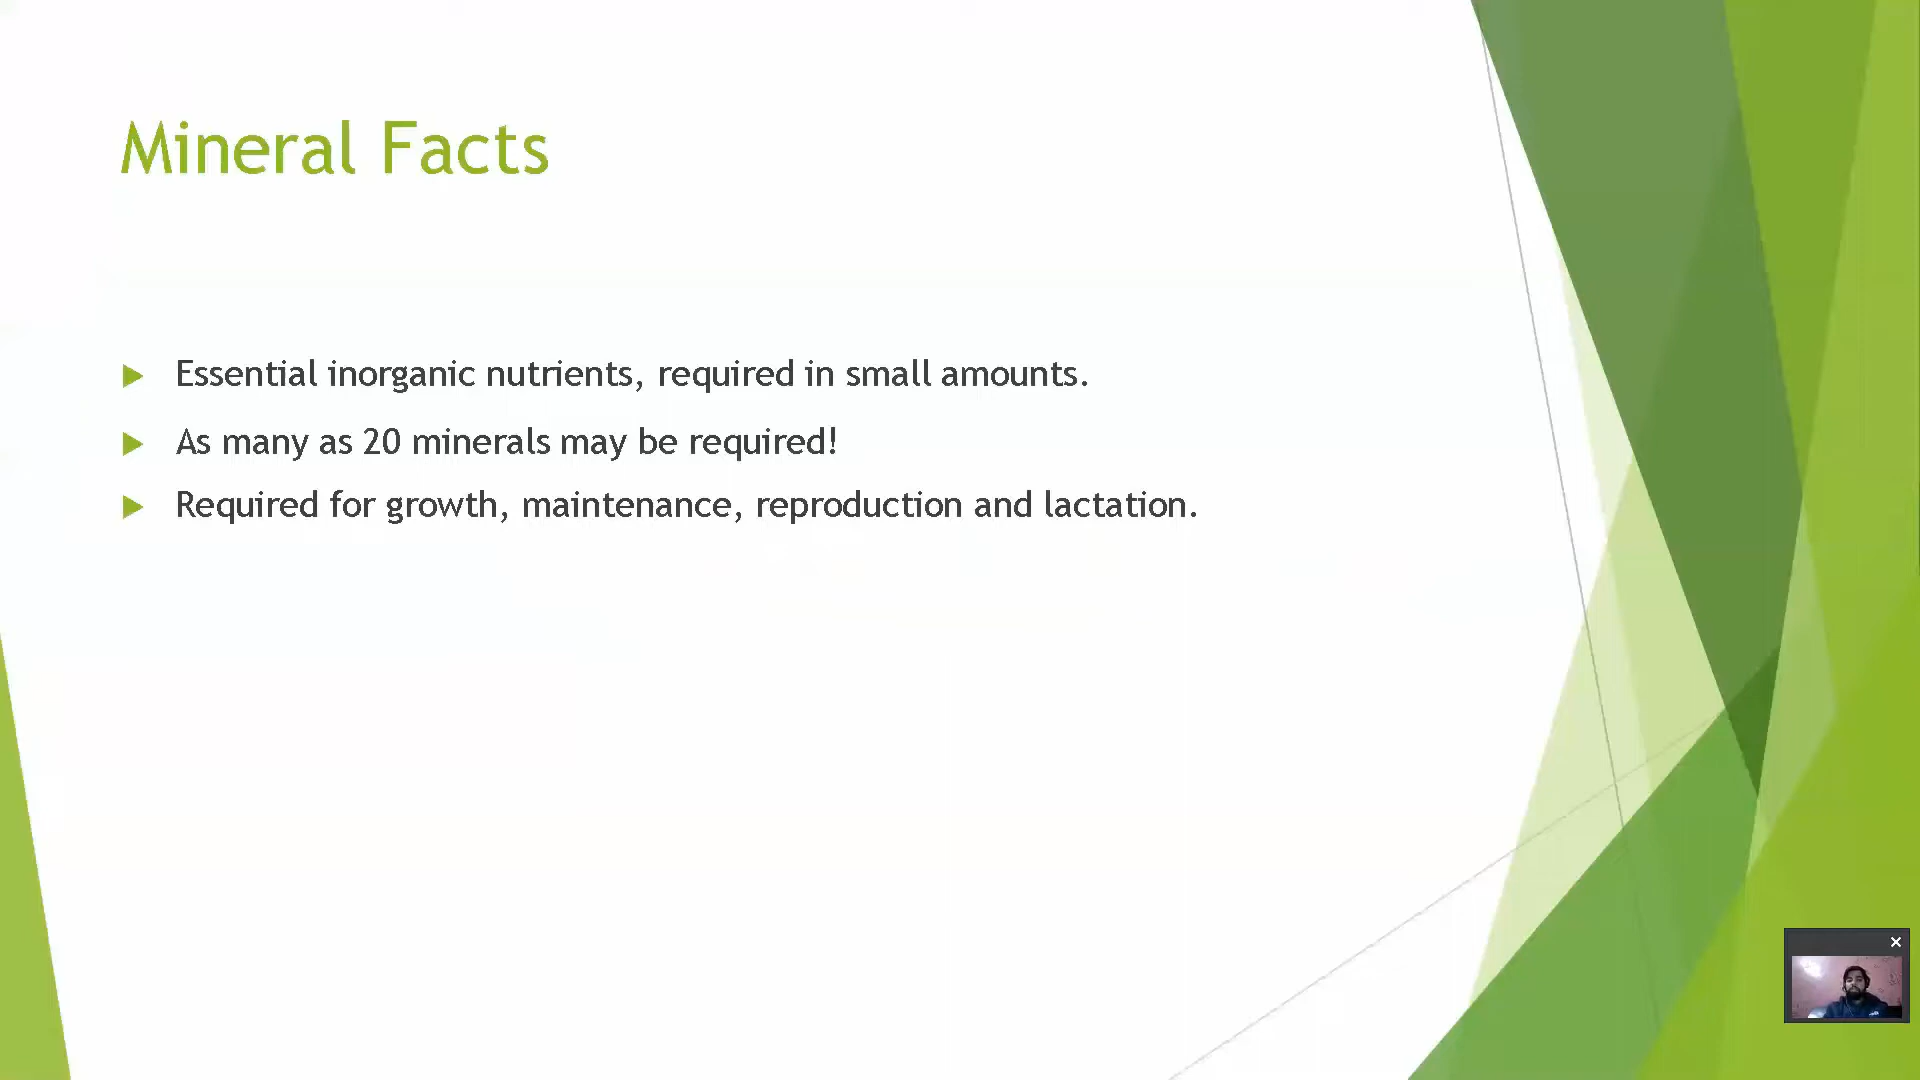 Mineral Facts
Essential inorganic nutrients, required in small amounts.
As many as 20 minerals may be required!
Required for growth, maintenance, reproduction and lactation.